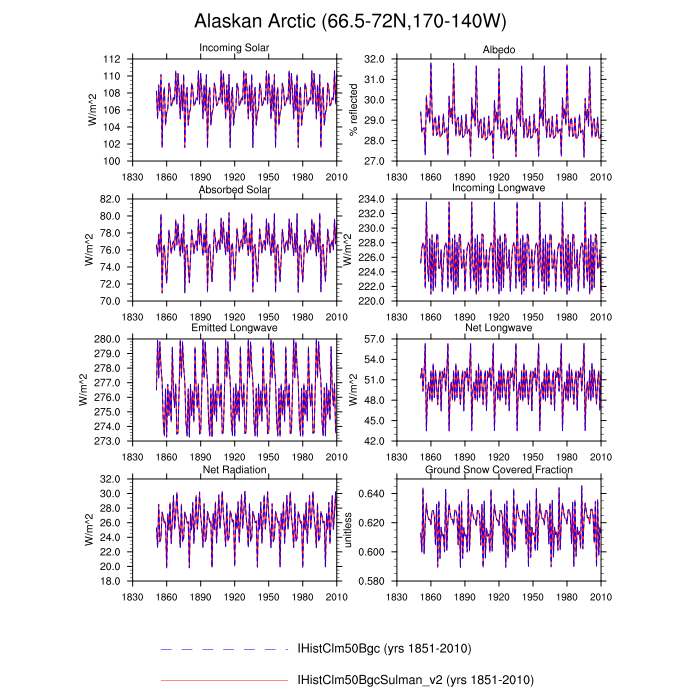 Alaskan Arctic (66.5-72N,170-140W)
Incoming Solar
W/m^2
112
110
108
106
104
102
100
1830 1860 1890 1920 1950 1980 2010
Albedo
% reflected
32.0
31.0
30.0
29.0
28.0
27.0
1830 1860 1890 1920 1950 1980 2010
Absorbed Solar
W/m^2
82.0
80.0
78.0
76.0
74.0
72.0
70.0
1830 1860 1890 1920 1950 1980 2010
Incoming Longwave
W/m^2
234.0
232.0
230.0
228.0
226.0
224.0
222.0
220.0
1830 1860 1890 1920 1950 1980 2010
Emitted Longwave
W/m^2
280.0
279.0
278.0
277.0
276.0
275.0
274.0
273.0
1830 1860 1890 1920 1950 1980 2010
Net Longwave
W/m^2
57.0
54.0
51.0
48.0
45.0
42.0
1830 1860 1890 1920 1950 1980 2010
Net Radiation
W/m^2
32.0
30.0
28.0
26.0
24.0
22.0
20.0
18.0
1830 1860 1890 1920 1950 1980 2010
Ground Snow Covered Fraction
unitless
0.640
0.620
0.600
0.580
1830 1860 1890 1920 1950 1980 2010
IHistClm50Bgc (yrs 1851-2010)
IHistClm50BgcSulman_v2 (yrs 1851-2010)